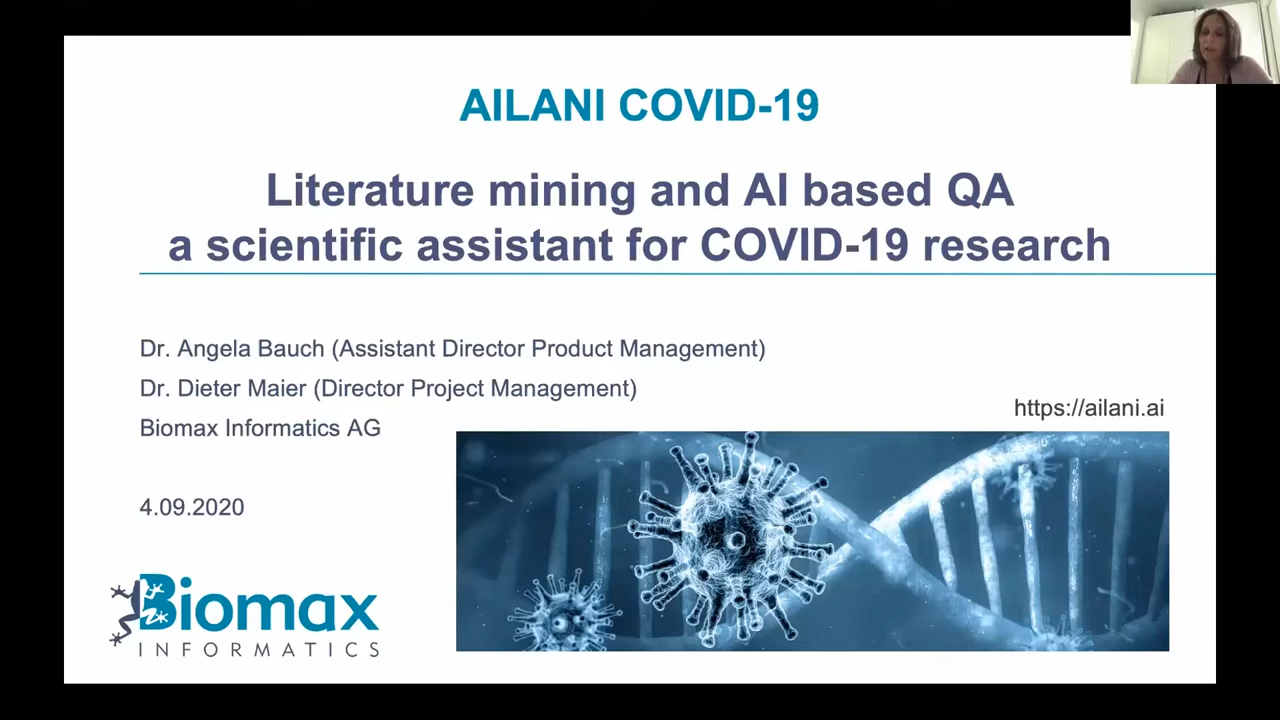 AILANI COVID-19
Literature mining and AI based QA
a scientific assistant for COVID-19 research
Dr. Angela Bauch (Assistant Director Product Management)
Dr. Dieter Maier (Director Project Management)
https://ailani.ai
Biomax Informatics AG
4.09.2020
Biomax
INFORMATICS